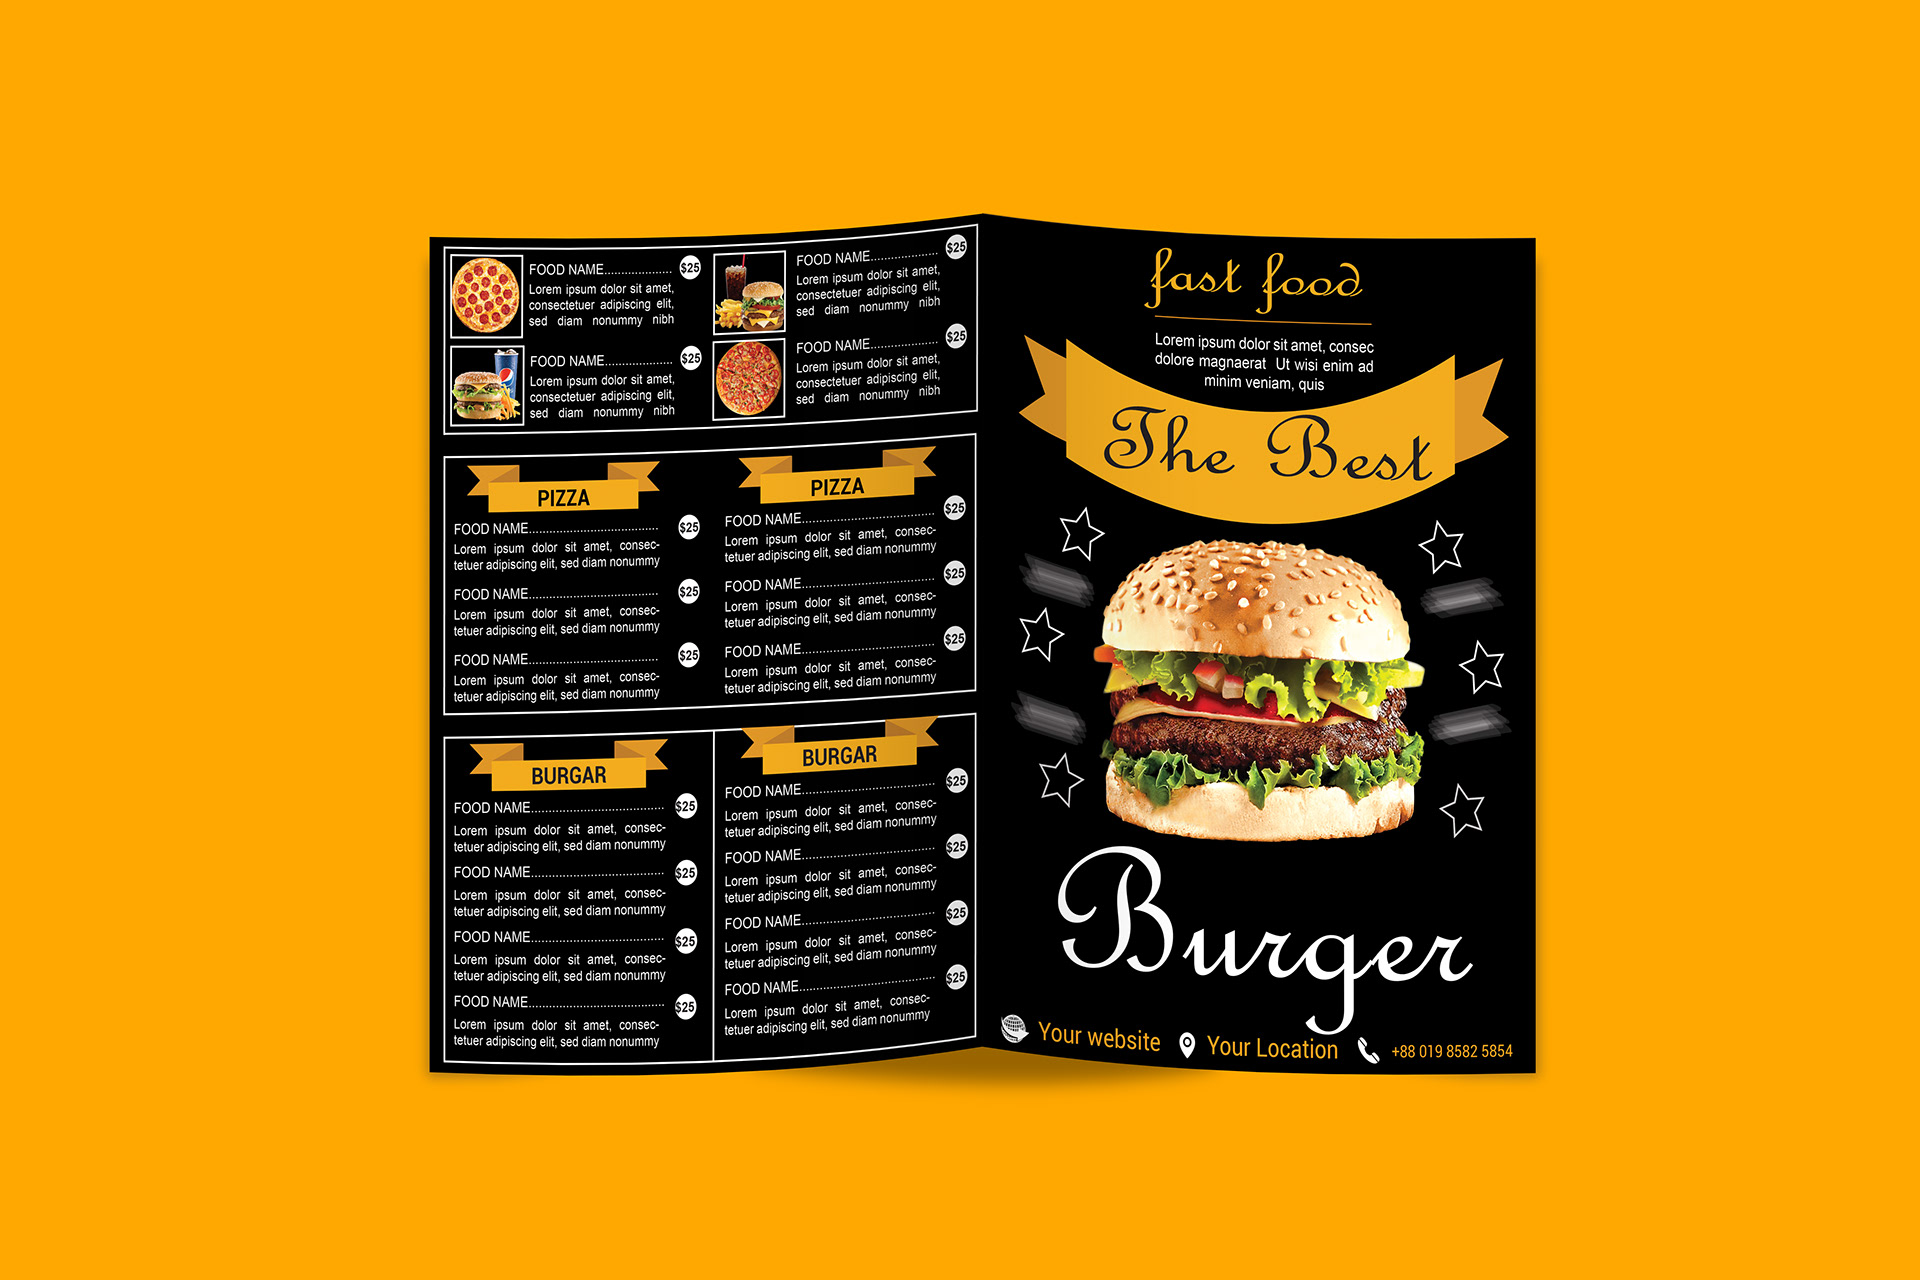 FOOD NAME.................... $25
Lorem ipsum dolor sit amet,
consectetuer adipiscing elit,
sed diam nonummy nibh
FOOD NAME.................... $25
Lorem ipsum dolor sit amet,
consectetuer adipiscing elit,
sed diam nonummy nibh
FOOD NAME.................... $25
Lorem ipsum dolor sit amet,
consectetuer adipiscing elit,
sed diam nonummy nibh
FOOD NAME.................... $25
Lorem ipsum dolor sit amet,
consectetuer adipiscing elit,
sed diam nonummy nibh
PIZZA
FOOD NAME...................................... $25
Lorem ipsum dolor sit amet, consec-
tetuer adipiscing elit, sed diam nonummy
FOOD NAME...................................... $25
Lorem ipsum dolor sit amet, consec-
tetuer adipiscing elit, sed diam nonummy
FOOD NAME...................................... $25
Lorem ipsum dolor sit amet, consec-
tetuer adipiscing elit, sed diam nonummy
PIZZA
FOOD NAME...................................... $25
Lorem ipsum dolor sit amet, consec-
tetuer adipiscing elit, sed diam nonummy
FOOD NAME...................................... $25
Lorem ipsum dolor sit amet, consec-
tetuer adipiscing elit, sed diam nonummy
FOOD NAME...................................... $25
Lorem ipsum dolor sit amet, consec-
tetuer adipiscing elit, sed diam nonummy
BURGAR
FOOD NAME...................................... $25
Lorem ipsum dolor sit amet, consec-
tetuer adipiscing elit, sed diam nonummy
FOOD NAME...................................... $25
Lorem ipsum dolor sit amet, consec-
tetuer adipiscing elit, sed diam nonummy
FOOD NAME...................................... $25
Lorem ipsum dolor sit amet, consec-
tetuer adipiscing elit, sed diam nonummy
FOOD NAME...................................... $25
Lorem ipsum dolor sit amet, consec-
tetuer adipiscing elit, sed diam nonummy
BURGAR
FOOD NAME...................................... $25
Lorem ipsum dolor sit amet, consec-
tetuer adipiscing elit, sed diam nonummy
FOOD NAME...................................... $25
Lorem ipsum dolor sit amet, consec-
tetuer adipiscing elit, sed diam nonummy
FOOD NAME...................................... $25
Lorem ipsum dolor sit amet, consec-
tetuer adipiscing elit, sed diam nonummy
FOOD NAME...................................... $25
Lorem ipsum dolor sit amet, consec-
tetuer adipiscing elit, sed diam nonummy
fast food
Lorem ipsum dolor sit amet, consec
dolore magnaerat Ut wisi enim ad
minim veniam, quis
The Best
Burger
Your website Your Location +88 019 8582 5854